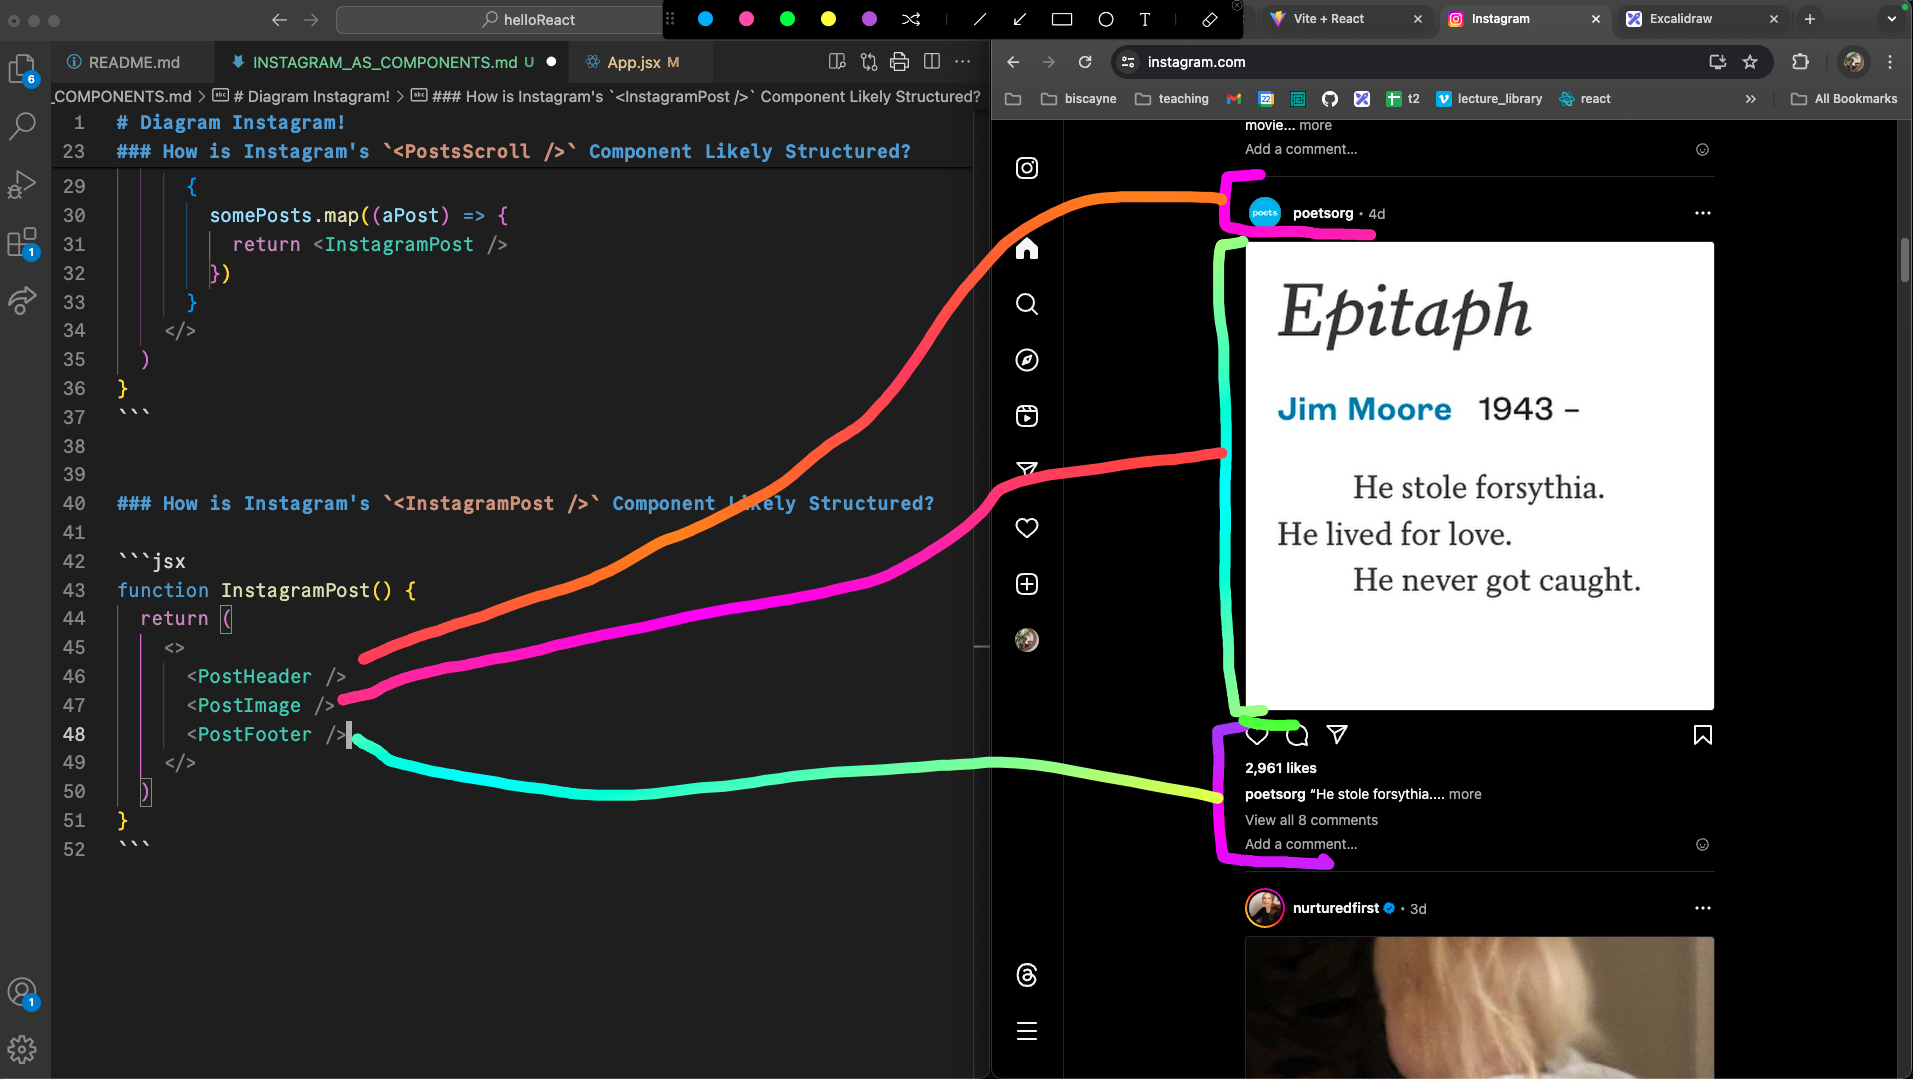 helloReact
README.md
INSTAGRAM_AS_COMPONENTS.md U
App.jsx M
_COMPONENTS.md > # Diagram Instagram! > ### How is Instagram's `<InstagramPost />` Component Likely Structured?
1 # Diagram Instagram!
23 ### How is Instagram's `<PostsScroll />` Component Likely Structured?
29 {
30 somePosts.map((aPost) => {
31 return <InstagramPost />
32 })
33 }
34 </>
35 )
36 }
37 ```
38
39
40 ### How is Instagram's `<InstagramPost />` Component Likely Structured?
41
42 ```jsx
43 function InstagramPost() {
44 return (
45 <>
46 <PostHeader />
47 <PostImage />
48 <PostFooter />
49 </>
50 )
51 }
52 ```
6
1
1
T
Vite + React
Instagram
Excalidraw
instagram.com
biscayne
teaching
22
t2
lecture_library
react
»
All Bookmarks
movie... more
Add a comment...
poets
poetsorg • 4d
Epitaph
Jim Moore 1943 –
He stole forsythia.
He lived for love.
He never got caught.
2,961 likes
poetsorg “He stole forsythia.... more
View all 8 comments
Add a comment...
nurturedfirst • 3d